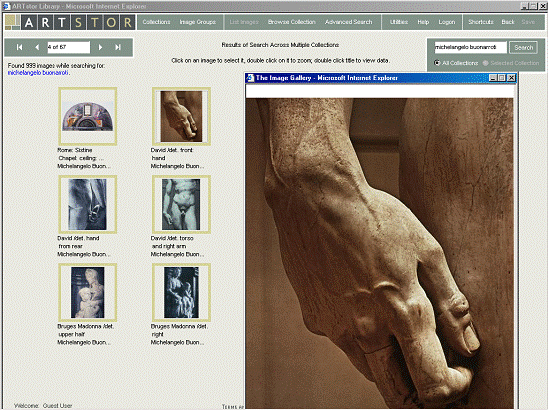 ARTstor Library - Microsoft Internet Explorer
ARTSTOR
Collections Image Groups List Images Browse Collection Advanced Search Utilities Help Logon Shortcuts Back Save
4 of 67
Results of Search Across Multiple Collections
michelangelo buonarroti Search
Click on an image to select it, double click on it to zoom; double click title to view data.
All Collections Selected Collection
Found 999 images while searching for:
michelangelo buonarroti.
The Image Gallery - Microsoft Internet Explorer
Rome: Sistine
Chapel: ceiling: ...
Michelangelo Buon...
David /det. front:
hand
Michelangelo Buon...
David /det. hand
from rear
Michelangelo Buon...
David /det. torso
and right arm
Michelangelo Buon...
Bruges Madonna /det.
upper half
Michelangelo Buon...
Bruges Madonna /det.
right
Michelangelo Buon...
Welcome: Guest User
TERMS